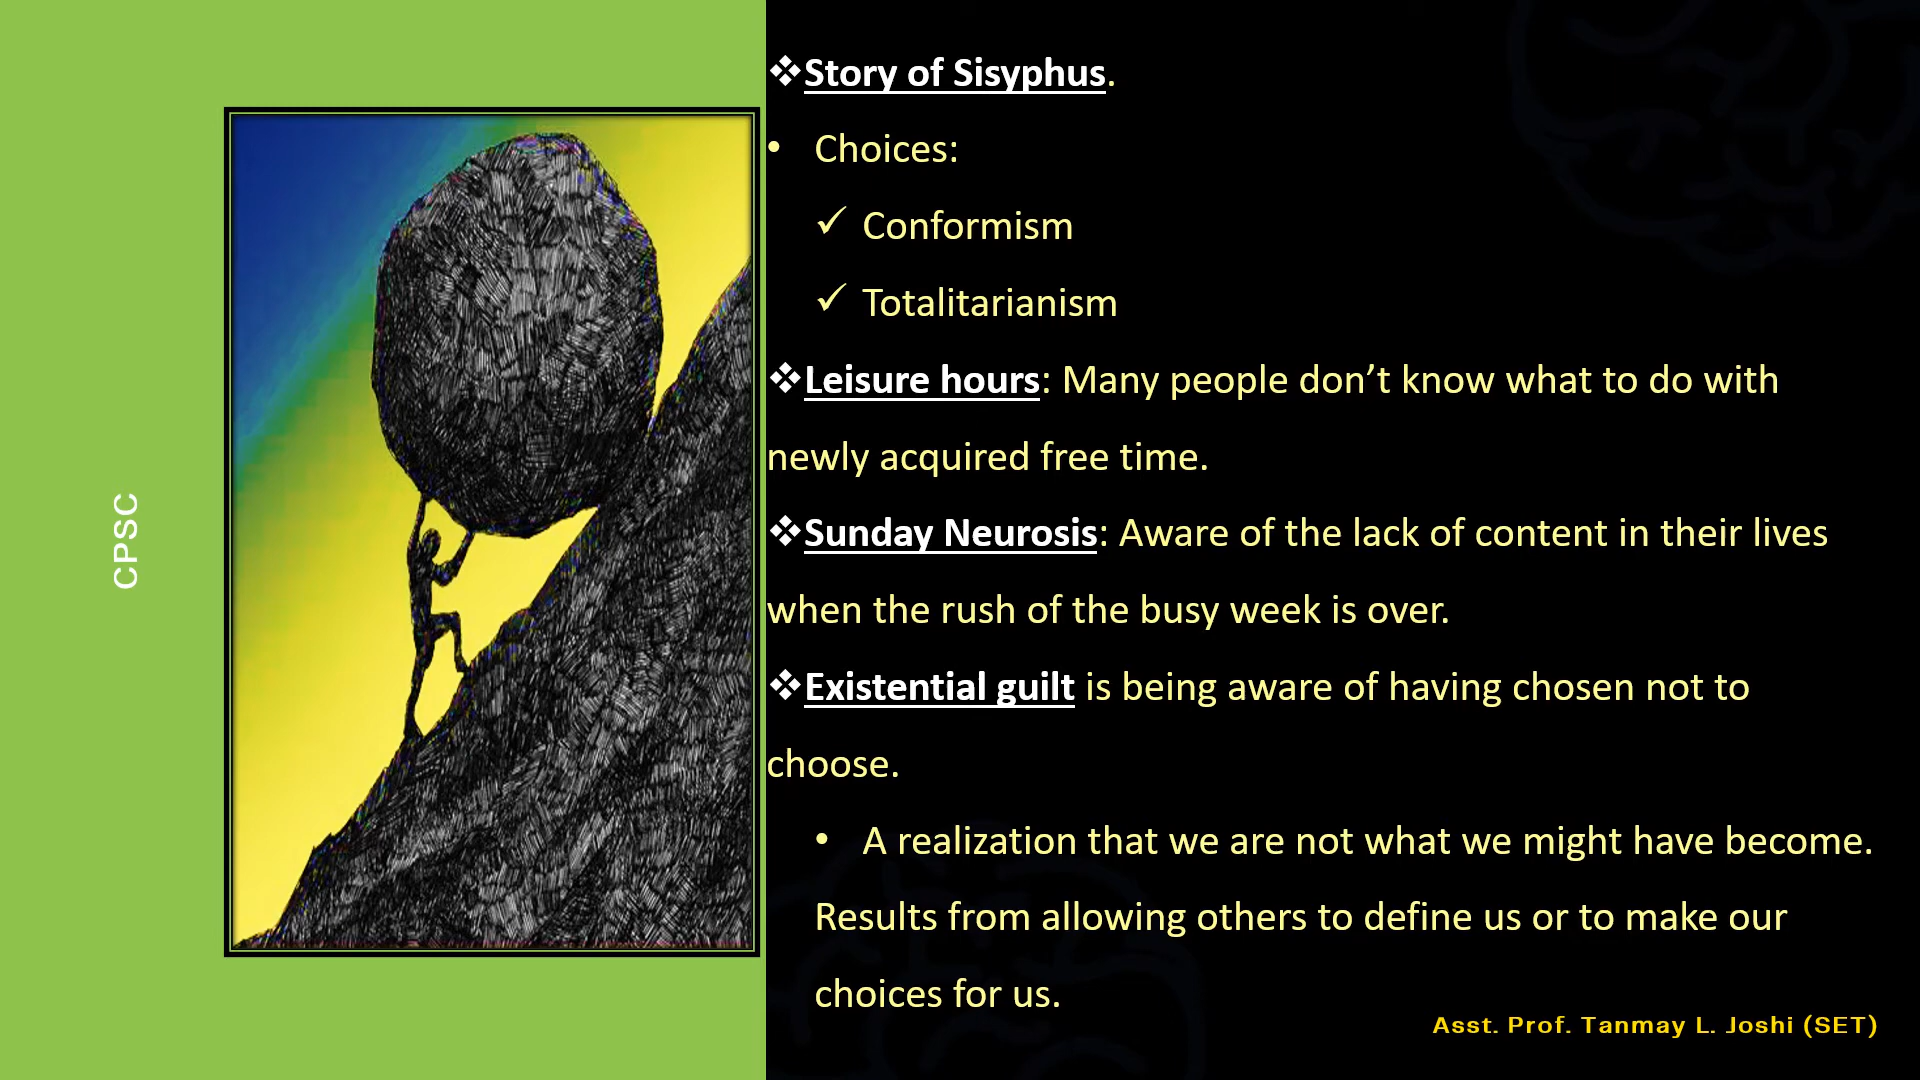 CPSC
❖Story of Sisyphus.
• Choices:
✓ Conformism
✓ Totalitarianism
❖Leisure hours: Many people don’t know what to do with
newly acquired free time.
❖Sunday Neurosis: Aware of the lack of content in their lives
when the rush of the busy week is over.
❖Existential guilt is being aware of having chosen not to
choose.
• A realization that we are not what we might have become.
Results from allowing others to define us or to make our
choices for us.
Asst. Prof. Tanmay L. Joshi (SET)